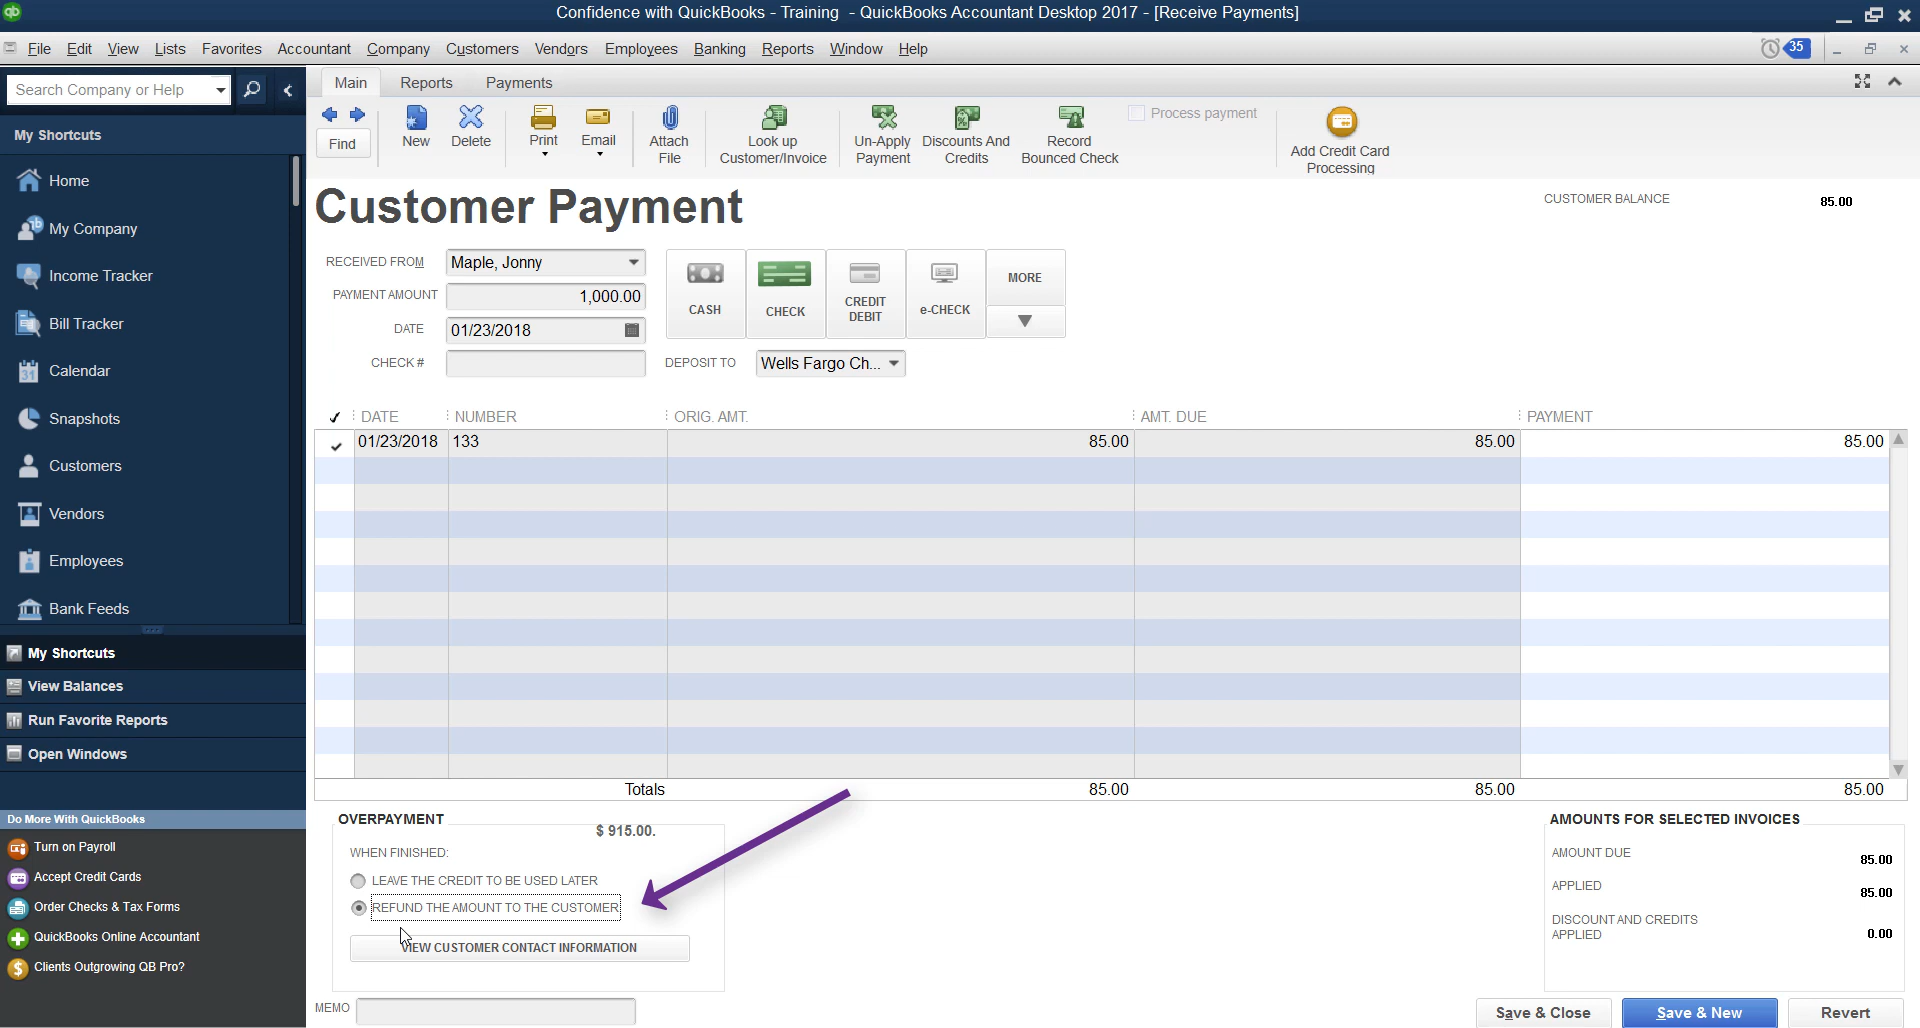 Confidence with QuickBooks - Training - QuickBooks Accountant Desktop 2017 - [Receive Payments]
File Edit View Lists Favorites Accountant Company Customers Vendors Employees Banking Reports Window Help
35
Search Company or Help
Main Reports Payments
Find
New
Delete
Print
Email
Attach File
Look up Customer/Invoice
Un-Apply Payment
Discounts And Credits
Record Bounced Check
Process payment
Add Credit Card Processing
My Shortcuts
Home
My Company
Income Tracker
Bill Tracker
Calendar
31
Snapshots
Customers
Vendors
Employees
Bank Feeds
My Shortcuts
View Balances
Run Favorite Reports
Open Windows
Do More With QuickBooks
Turn on Payroll
Accept Credit Cards
Order Checks & Tax Forms
QuickBooks Online Accountant
Clients Outgrowing QB Pro?
Customer Payment
CUSTOMER BALANCE 85.00
RECEIVED FROM Maple, Jonny
PAYMENT AMOUNT 1,000.00
DATE 01/23/2018
CHECK #
CASH
CHECK
CREDIT DEBIT
e-CHECK
MORE
DEPOSIT TO Wells Fargo Ch...
DATE NUMBER ORIG. AMT. AMT. DUE PAYMENT
01/23/2018 133 85.00 85.00 85.00
Totals 85.00 85.00 85.00
OVERPAYMENT
$ 915.00.
WHEN FINISHED:
LEAVE THE CREDIT TO BE USED LATER
REFUND THE AMOUNT TO THE CUSTOMER
VIEW CUSTOMER CONTACT INFORMATION
MEMO
AMOUNTS FOR SELECTED INVOICES
AMOUNT DUE 85.00
APPLIED 85.00
DISCOUNT AND CREDITS APPLIED 0.00
Save & Close
Save & New
Revert